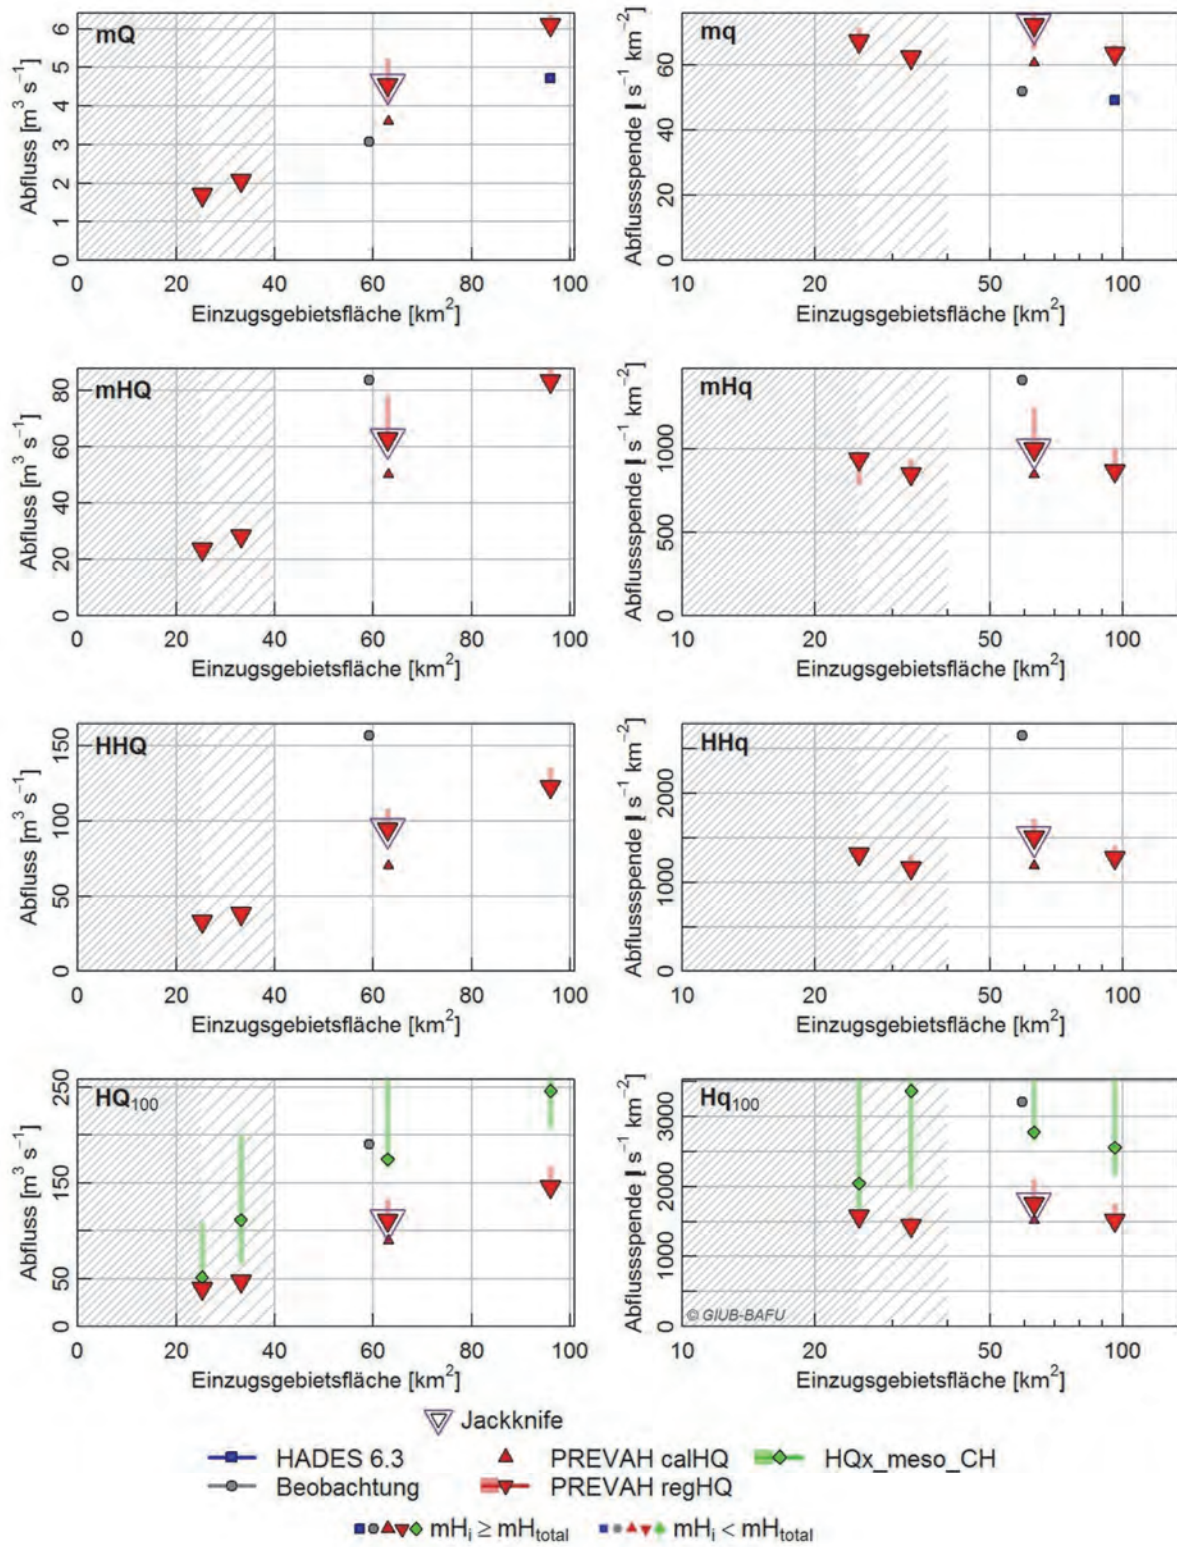 mQ
Abfluss [m³ s⁻¹]
0 1 2 3 4 5 6
0 20 40 60 80 100
Einzugsgebietsfläche [km²]
mq
Abflussspende [l s⁻¹ km⁻²]
0 20 40 60
10 20 50 100
Einzugsgebietsfläche [km²]
mHQ
Abfluss [m³ s⁻¹]
0 20 40 60 80
0 20 40 60 80 100
Einzugsgebietsfläche [km²]
mHq
Abflussspende [l s⁻¹ km⁻²]
0 500 1000
10 20 50 100
Einzugsgebietsfläche [km²]
HHQ
Abfluss [m³ s⁻¹]
0 50 100 150
0 20 40 60 80 100
Einzugsgebietsfläche [km²]
HHq
Abflussspende [l s⁻¹ km⁻²]
0 1000 2000
10 20 50 100
Einzugsgebietsfläche [km²]
HQ₁₀₀
Abfluss [m³ s⁻¹]
0 50 150 250
0 20 40 60 80 100
Einzugsgebietsfläche [km²]
Hq₁₀₀
Abflussspende [l s⁻¹ km⁻²]
0 1000 2000 3000
© GIUB-BAFU
10 20 50 100
Einzugsgebietsfläche [km²]
Jackknife
HADES 6.3 PREVAH calHQ HQx_meso_CH
Beobachtung PREVAH regHQ
mHᵢ ≥ mHtotal mHᵢ < mHtotal